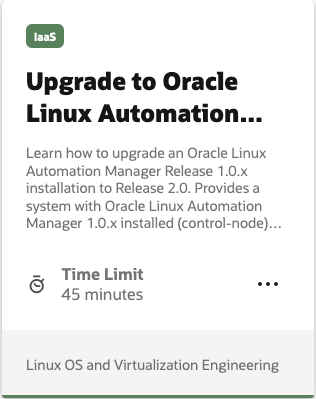 IaaS
Upgrade to Oracle
Linux Automation...
Learn how to upgrade an Oracle Linux
Automation Manager Release 1.0.x
installation to Release 2.0. Provides a
system with Oracle Linux Automation
Manager 1.0.x installed (control-node)...
Time Limit
45 minutes
Linux OS and Virtualization Engineering